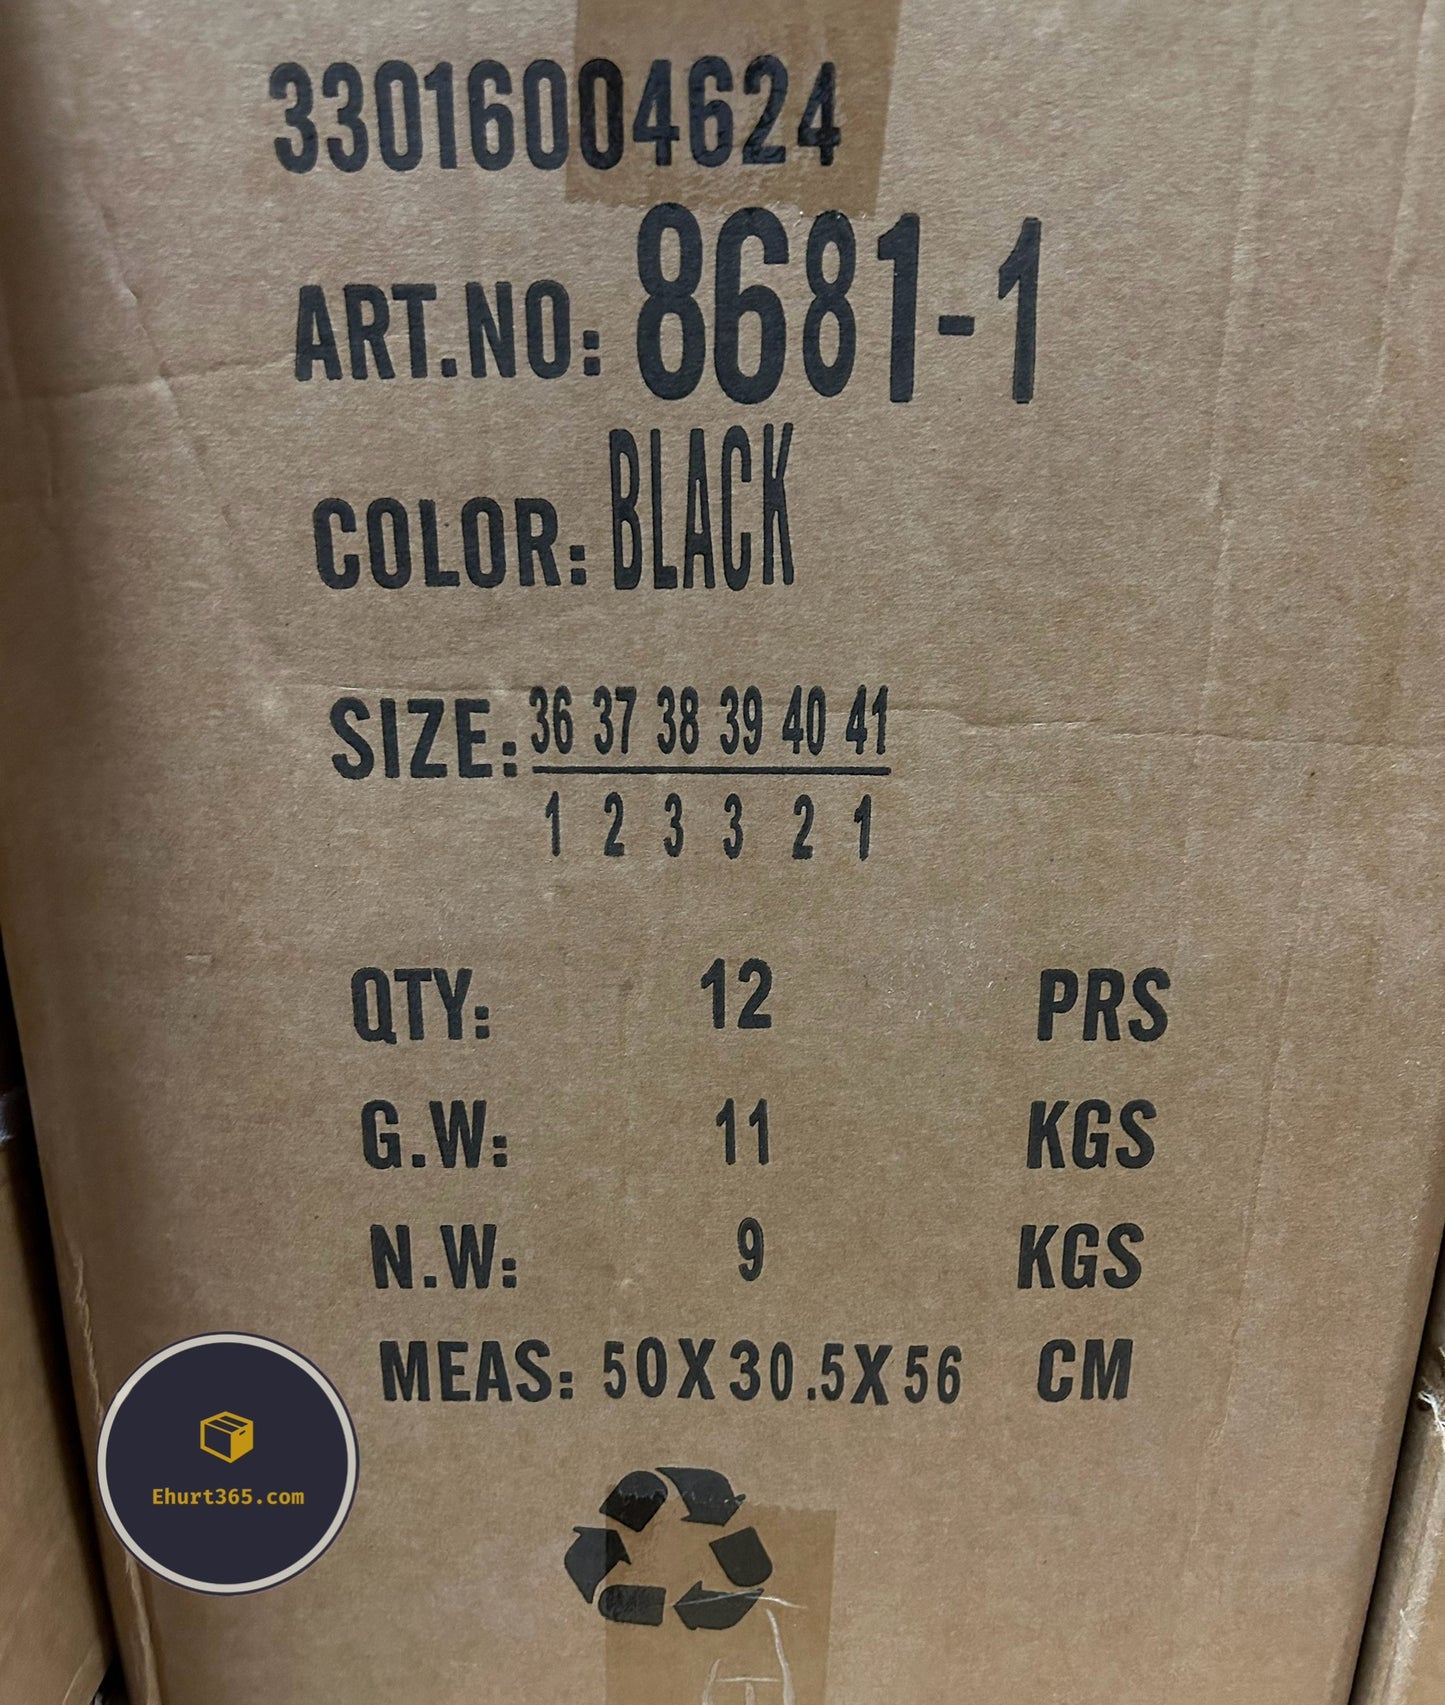 33016004624
ART.NO: 8681-1
COLOR: BLACK
SIZE: 36 37 38 39 40 41
1 2 3 3 2 1
QTY: 12 PRS
G.W: 11 KGS
N.W: 9 KGS
MEAS: 50X30.5X56 CM
Ehurt365.com